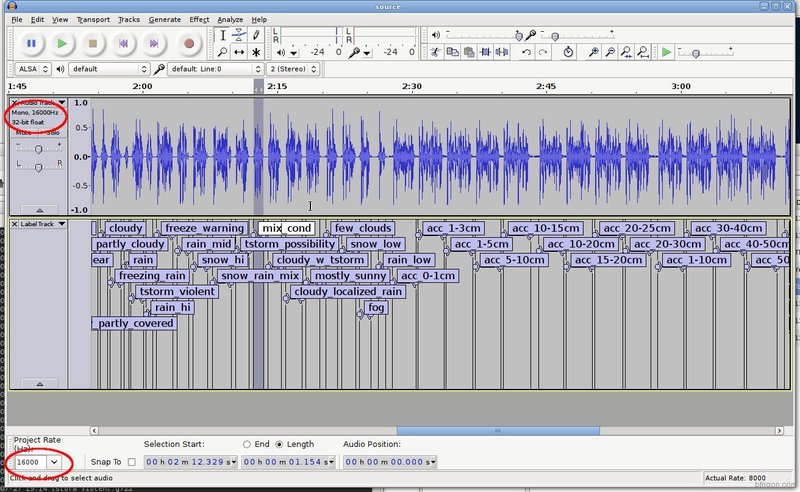 source
File Edit View Transport Tracks Generate Effect Analyze Help
L
R
-24 0
L
R
-24 0
ALSA default default: Line:0 2 (Stereo)
1:45 2:00 2:15 2:30 2:45 3:00
Audio Track
Mono, 16000Hz
32-bit float
Mute Solo
- +
L R
1.0
0.5
0.0
-0.5
-1.0
Label Track
cloudy freeze_warning mix_cond few_clouds acc_1-3cm acc_10-15cm acc_20-25cm acc_30-40cm
partly_cloudy rain_mid tstorm_possibility snow_low acc_1-5cm acc_10-20cm acc_20-30cm acc_40-50cm
ear rain snow_hi cloudy_w_tstorm rain_low acc_5-10cm acc_15-20cm acc_1-10cm acc_50
freezing_rain snow_rain_mix mostly_sunny acc_0-1cm
tstorm_violent cloudy_localized_rain
rain_hi fog
partly_covered
Project Rate (Hz): Selection Start: End Length Audio Position:
16000 Snap To 00 h 02 m 12.329 s 00 h 00 m 01.154 s 00 h 00 m 00.000 s
Click and drag to select audio Actual Rate: 8000